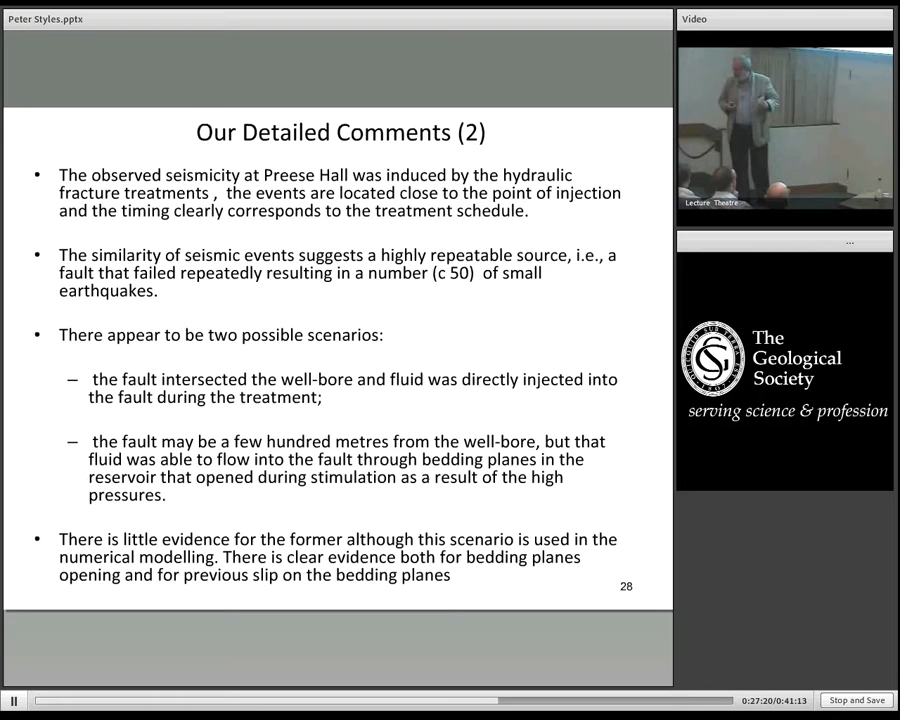 Peter Styles.pptx
Our Detailed Comments (2)
• The observed seismicity at Preese Hall was induced by the hydraulic
fracture treatments , the events are located close to the point of injection
and the timing clearly corresponds to the treatment schedule.
• The similarity of seismic events suggests a highly repeatable source, i.e., a
fault that failed repeatedly resulting in a number (c 50) of small
earthquakes.
• There appear to be two possible scenarios:
– the fault intersected the well-bore and fluid was directly injected into
the fault during the treatment;
– the fault may be a few hundred metres from the well-bore, but that
fluid was able to flow into the fault through bedding planes in the
reservoir that opened during stimulation as a result of the high
pressures.
• There is little evidence for the former although this scenario is used in the
numerical modelling. There is clear evidence both for bedding planes
opening and for previous slip on the bedding planes
28
Video
Lecture Theatre
...
The
Geological
Society
serving science & profession
0:27:20/0:41:13
Stop and Save